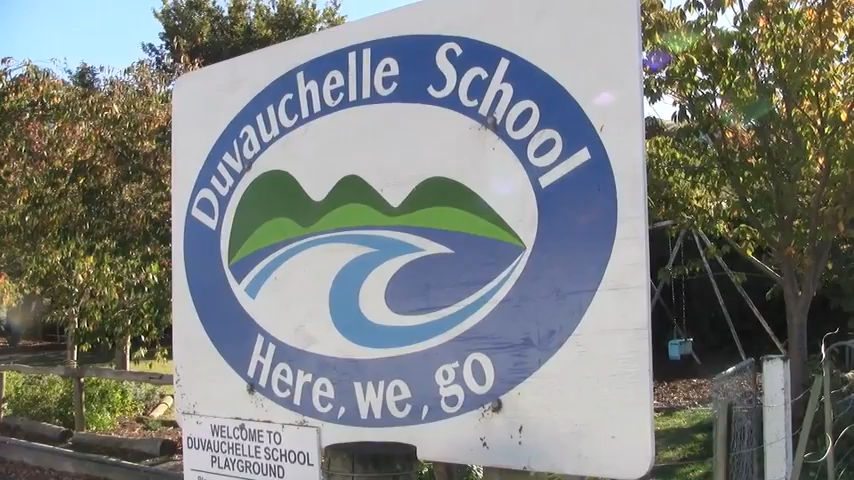 Duvauchelle School
Here, we, go
WELCOME TO
DUVAUCHELLE SCHOOL
PLAYGROUND